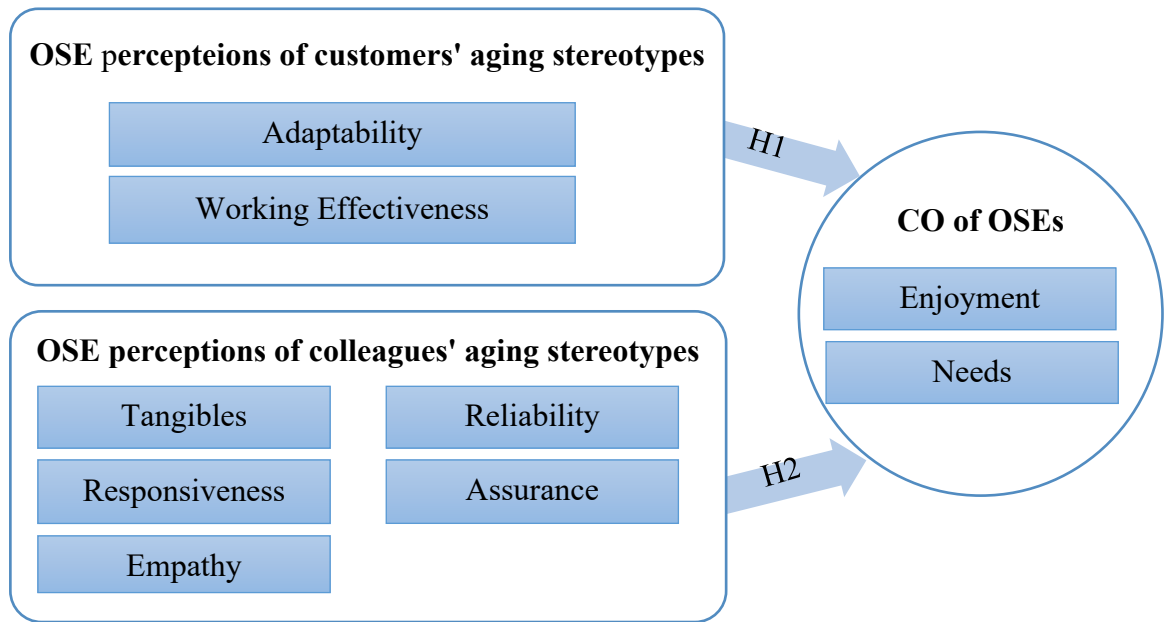 OSE percepteions of customers' aging stereotypes
Adaptability
Working Effectiveness
H1
CO of OSEs
Enjoyment
Needs
OSE perceptions of colleagues' aging stereotypes
Tangibles
Reliability
Responsiveness
Assurance
Empathy
H2